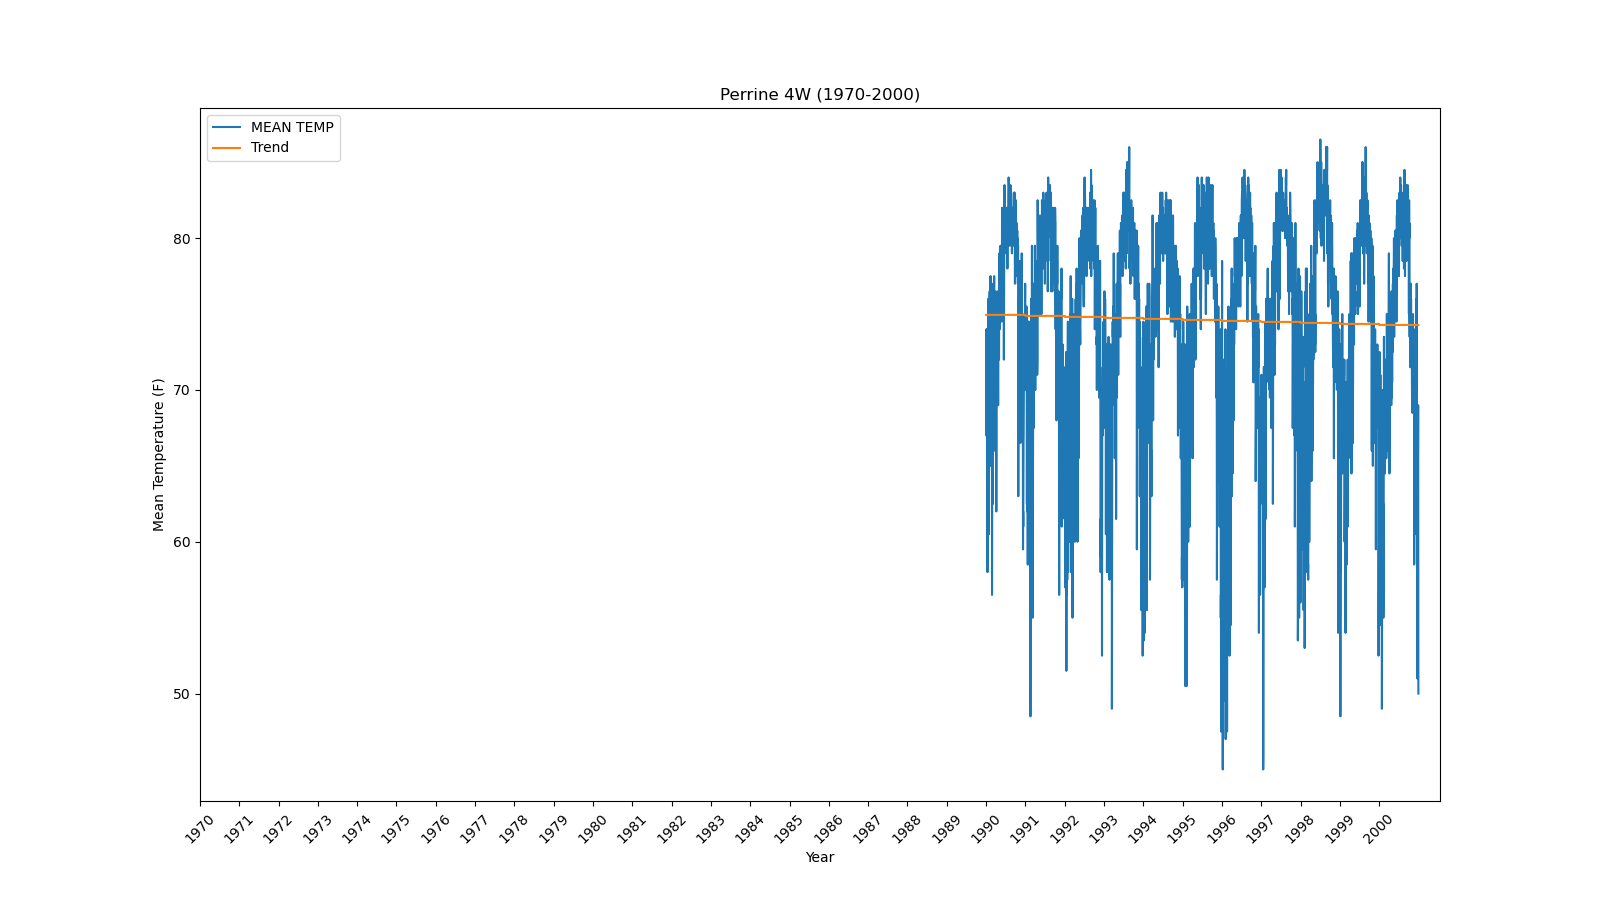 Perrine 4W (1970-2000)
MEAN TEMP
Trend
Mean Temperature (F)
80
70
60
50
1970 1971 1972 1973 1974 1975 1976 1977 1978 1979 1980 1981 1982 1983 1984 1985 1986 1987 1988 1989 1990 1991 1992 1993 1994 1995 1996 1997 1998 1999 2000
Year